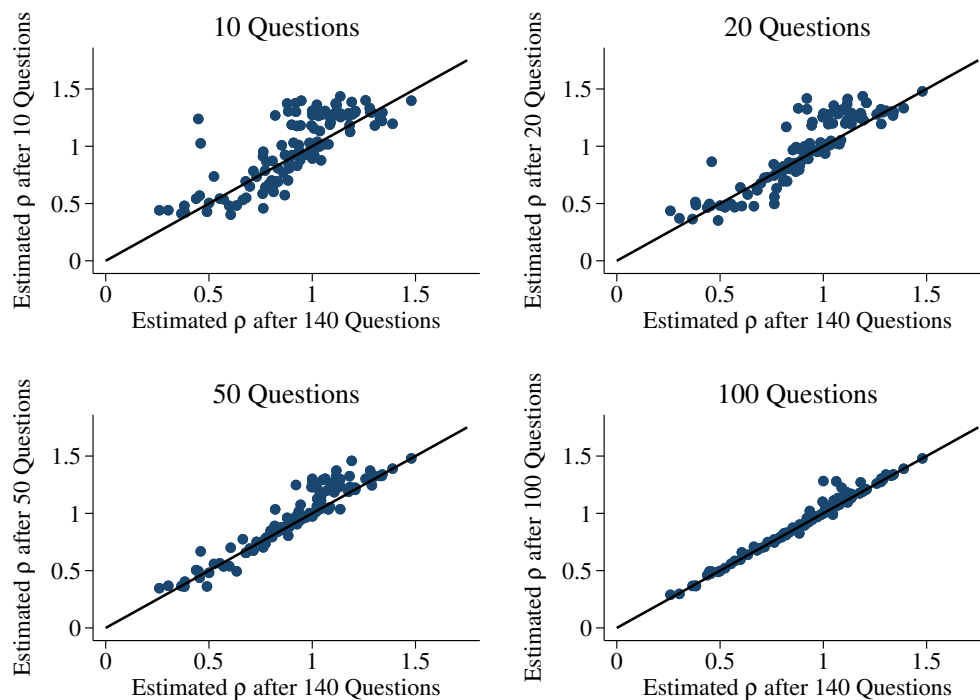 10 Questions
Estimated ρ after 10 Questions
1.5
1
0.5
0
0 0.5 1 1.5
Estimated ρ after 140 Questions
20 Questions
Estimated ρ after 20 Questions
1.5
1
0.5
0
0 0.5 1 1.5
Estimated ρ after 140 Questions
50 Questions
Estimated ρ after 50 Questions
1.5
1
0.5
0
0 0.5 1 1.5
Estimated ρ after 140 Questions
100 Questions
Estimated ρ after 100 Questions
1.5
1
0.5
0
0 0.5 1 1.5
Estimated ρ after 140 Questions